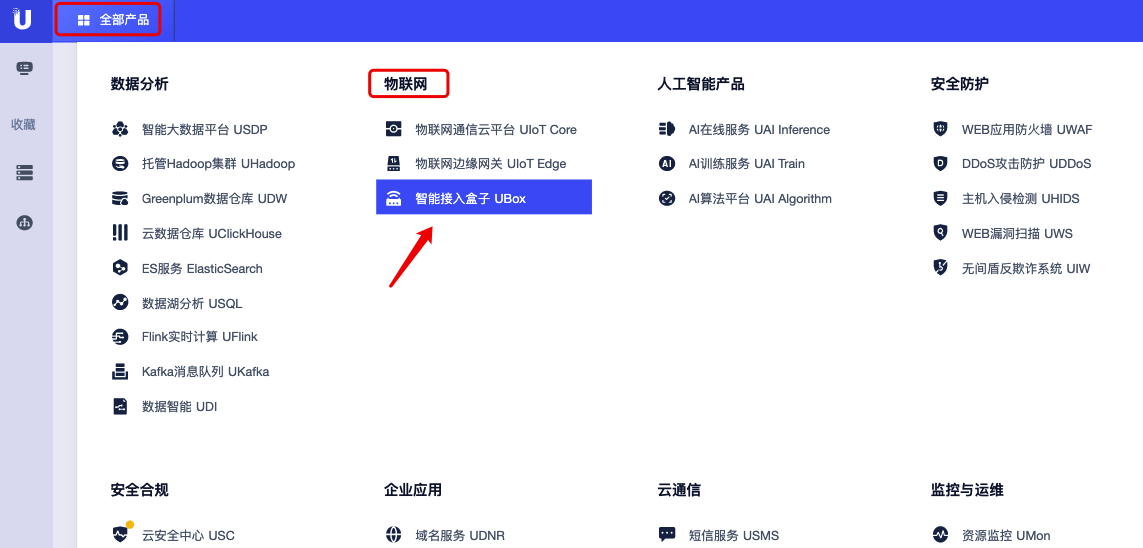 U
全部产品
收藏
数据分析
智能大数据平台 USDP
托管Hadoop集群 UHadoop
Greenplum数据仓库 UDW
云数据仓库 UClickHouse
ES服务 ElasticSearch
数据湖分析 USQL
Flink实时计算 UFlink
Kafka消息队列 UKafka
数据智能 UDI
物联网
物联网通信云平台 UIoT Core
物联网边缘网关 UIoT Edge
智能接入盒子 UBox
人工智能产品
AI在线服务 UAI Inference
AI
AI训练服务 UAI Train
AI算法平台 UAI Algorithm
安全防护
WEB应用防火墙 UWAF
D
DDoS攻击防护 UDDoS
主机入侵检测 UHIDS
WEB漏洞扫描 UWS
无间盾反欺诈系统 UIW
安全合规
云安全中心 USC
企业应用
域名服务 UDNR
云通信
短信服务 USMS
监控与运维
资源监控 UMon